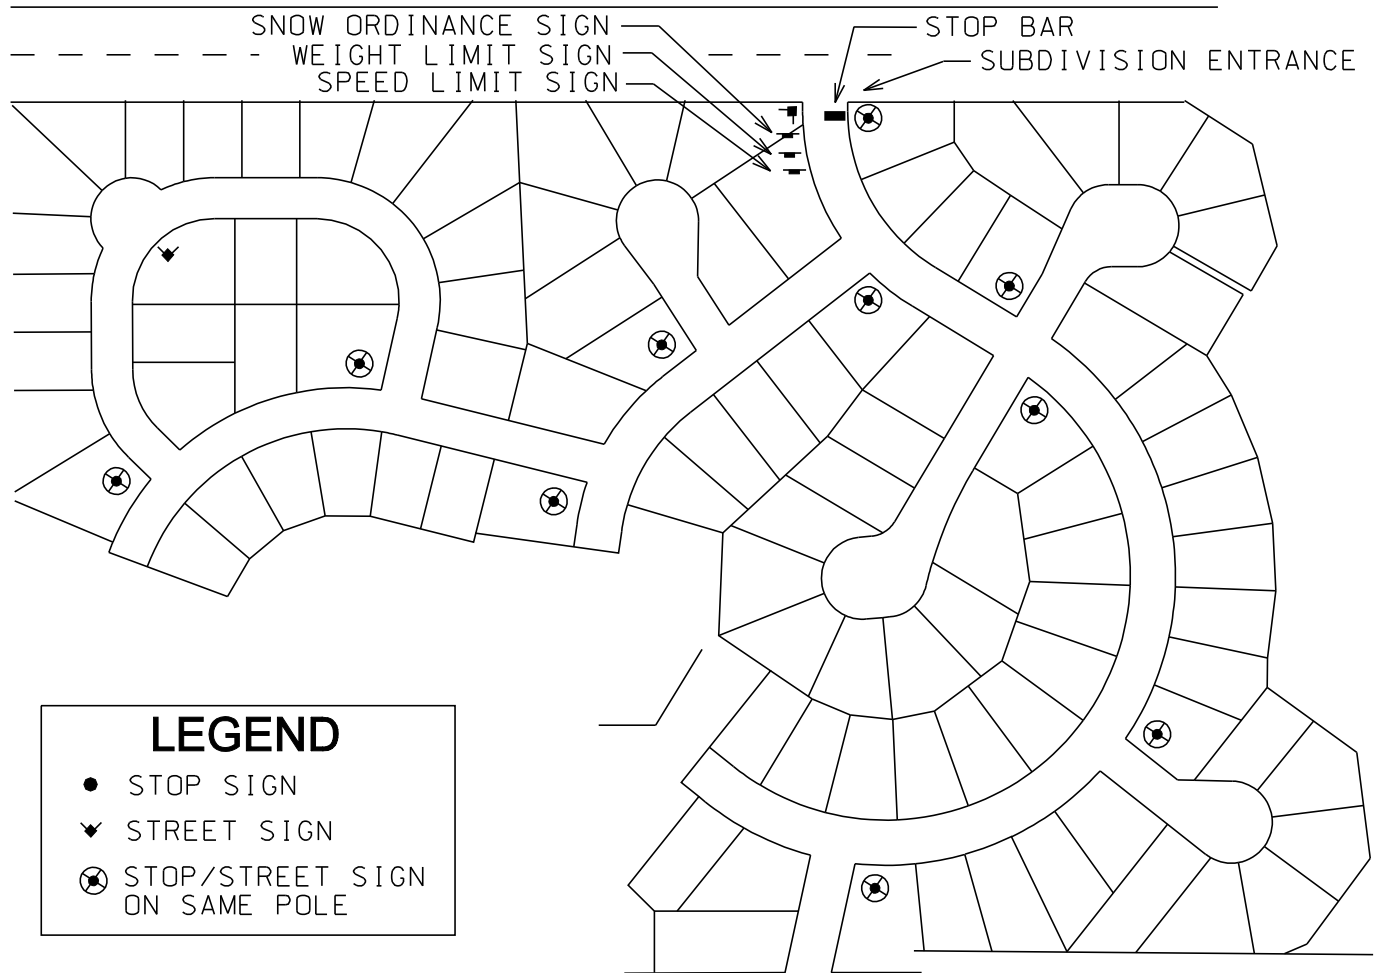 SNOW ORDINANCE SIGN
WEIGHT LIMIT SIGN
SPEED LIMIT SIGN
STOP BAR
SUBDIVISION ENTRANCE
LEGEND
STOP SIGN
STREET SIGN
STOP/STREET SIGN
ON SAME POLE